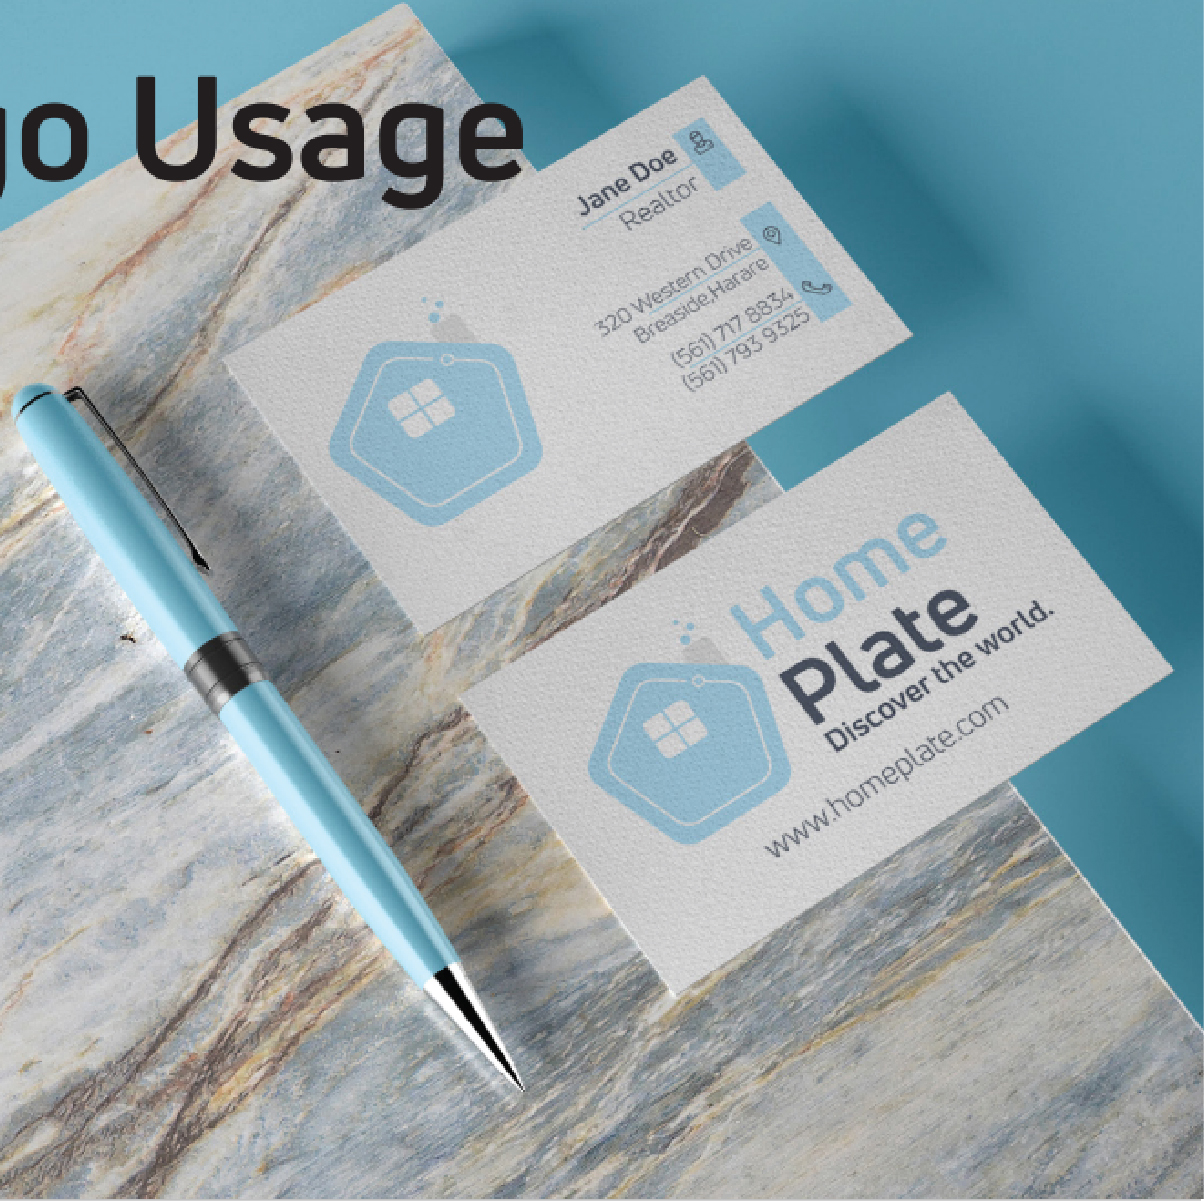 go Usage
Jane Doe
Realtor
320 Western Drive
Breaside,Harare
(561) 717 8834
(561) 793 9325
Home
Plate
Discover the world.
www.homeplate.com